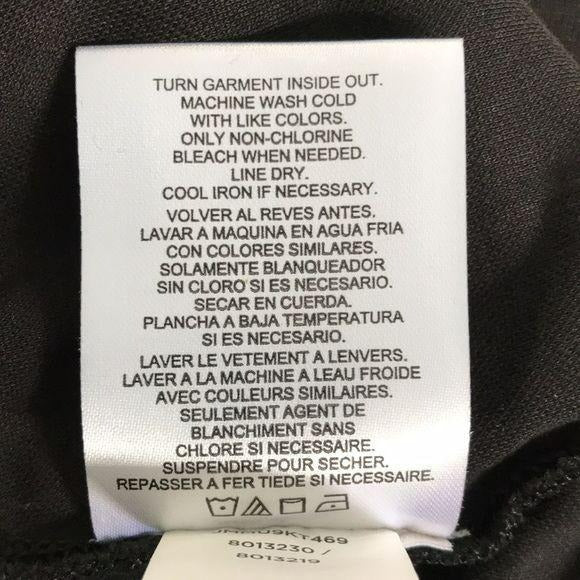 TURN GARMENT INSIDE OUT.
MACHINE WASH COLD
WITH LIKE COLORS.
ONLY NON-CHLORINE
BLEACH WHEN NEEDED.
LINE DRY.
COOL IRON IF NECESSARY.
VOLVER AL REVES ANTES.
LAVAR A MAQUINA EN AGUA FRIA
CON COLORES SIMILARES.
SOLAMENTE BLANQUEADOR
SIN CLORO SI ES NECESARIO.
SECAR EN CUERDA.
PLANCHA A BAJA TEMPERATURA
SI ES NECESARIO.
LAVER LE VETEMENT A LENVERS.
LAVER A LA MACHINE A LEAU FROIDE
AVEC COULEURS SIMILAIRES.
SEULEMENT AGENT DE
BLANCHIMENT SANS
CHLORE SI NECESSAIRE.
SUSPENDRE POUR SECHER.
REPASSER A FER TIEDE SI NECESSAIRE.
8013230 /
8013219